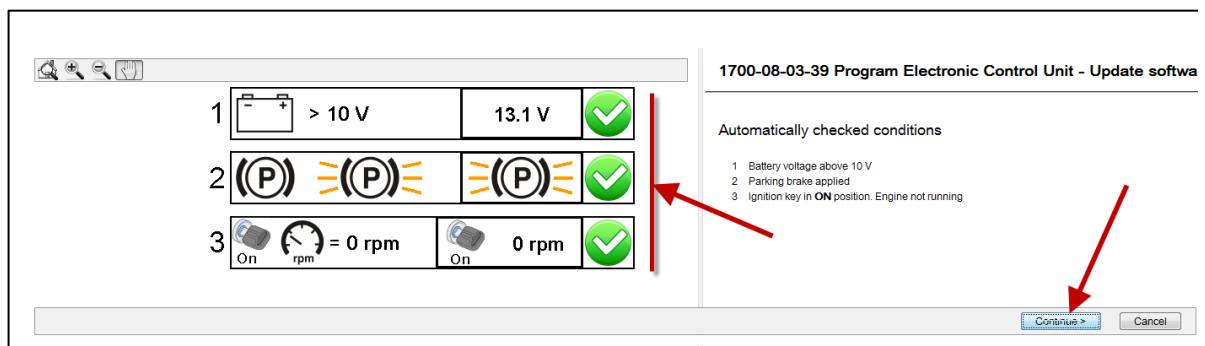 1700-08-03-39 Program Electronic Control Unit - Update softwa
1 - + > 10 V 13.1 V
2 (P) (P) (P)
3 On rpm = 0 rpm On 0 rpm
Automatically checked conditions
1 Battery voltage above 10 V
2 Parking brake applied
3 Ignition key in ON position. Engine not running
Continue > Cancel